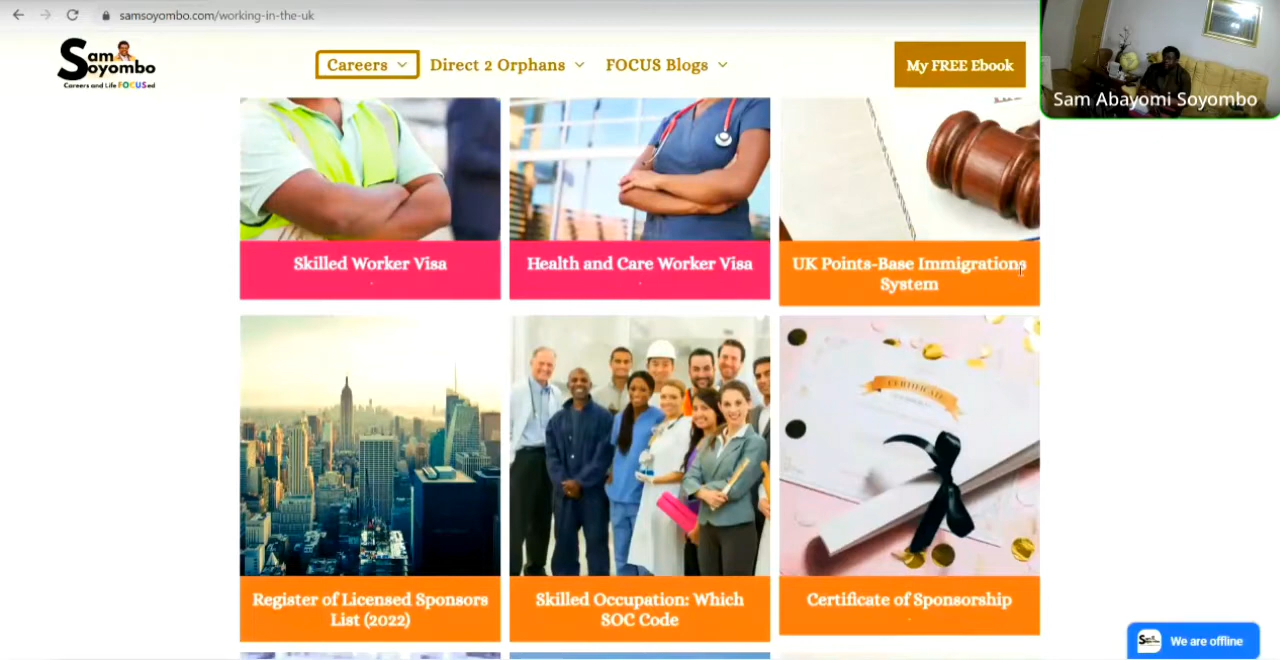 samsoyombo.com/working-in-the-uk
Sam
Soyombo
Careers and Life FOCUSed
Careers
Direct 2 Orphans
FOCUS Blogs
My FREE Ebook
Sam Abayomi Soyombo
Skilled Worker Visa
Health and Care Worker Visa
UK Points-Base Immigrations
System
CERTIFICATE
Register of Licensed Sponsors
List (2022)
Skilled Occupation: Which
SOC Code
Certificate of Sponsorship
We are offline